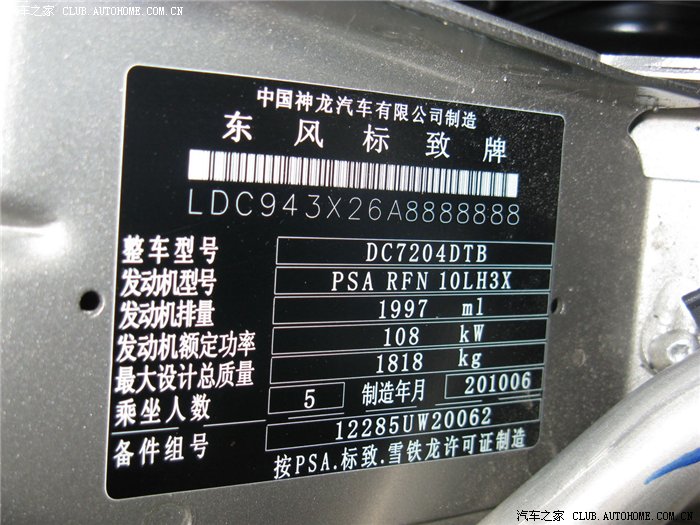 汽车之家 CLUB.AUTOHOME.COM.CN
中国神龙汽车有限公司制造
东风标致牌
LDC943X26A8888888
整车型号 DC7204DTB
发动机型号 PSA RFN 10LH3X
发动机排量 1997 ml
发动机额定功率 108 kW
最大设计总质量 1818 kg
乘坐人数 5 制造年月 201006
备件组号 12285UW20062
按PSA.标致.雪铁龙许可证制造
汽车之家 CLUB.AUTOHOME.COM.CN